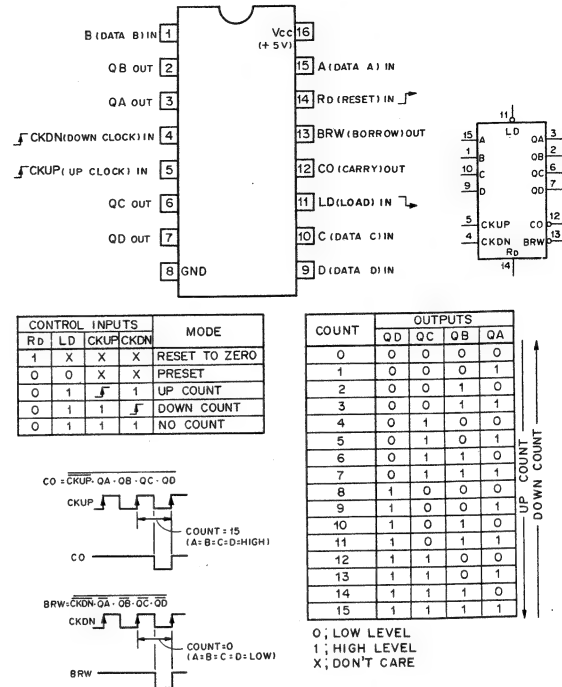 B (DATA B) IN 1
Vcc 16
(+5V)
QB OUT 2
15 A (DATA A) IN
QA OUT 3
14 RD (RESET) IN
CKDN (DOWN CLOCK) IN 4
13 BRW (BORROW) OUT
CKUP (UP CLOCK) IN 5
12 CO (CARRY) OUT
QC OUT 6
11 LD (LOAD) IN
QD OUT 7
10 C (DATA C) IN
8 GND
9 D (DATA D) IN
11
LD
15 A QA 3
1 B QB 2
10 C QC 6
9 D QD 7
5 CKUP CO 12
4 CKDN BRW 13
RD
14
CONTROL INPUTS MODE
RD LD CKUP CKDN
1 X X X RESET TO ZERO
0 0 X X PRESET
0 1 1 UP COUNT
0 1 1 DOWN COUNT
0 1 1 1 NO COUNT
COUNT OUTPUTS
QD QC QB QA
0 0 0 0 0
1 0 0 0 1
2 0 0 1 0
3 0 0 1 1
4 0 1 0 0
5 0 1 0 1
6 0 1 1 0
7 0 1 1 1
8 1 0 0 0
9 1 0 0 1
10 1 0 1 0
11 1 0 1 1
12 1 1 0 0
13 1 1 0 1
14 1 1 1 0
15 1 1 1 1
UP COUNT
DOWN COUNT
CO = CKUP · QA · QB · QC · QD
CKUP
COUNT = 15
(A=B=C=D=HIGH)
CO
BRW = CKDN · QA · QB · QC · QD
CKDN
COUNT=0
(A=B=C=D=LOW)
BRW
0 ; LOW LEVEL
1 ; HIGH LEVEL
X ; DON'T CARE